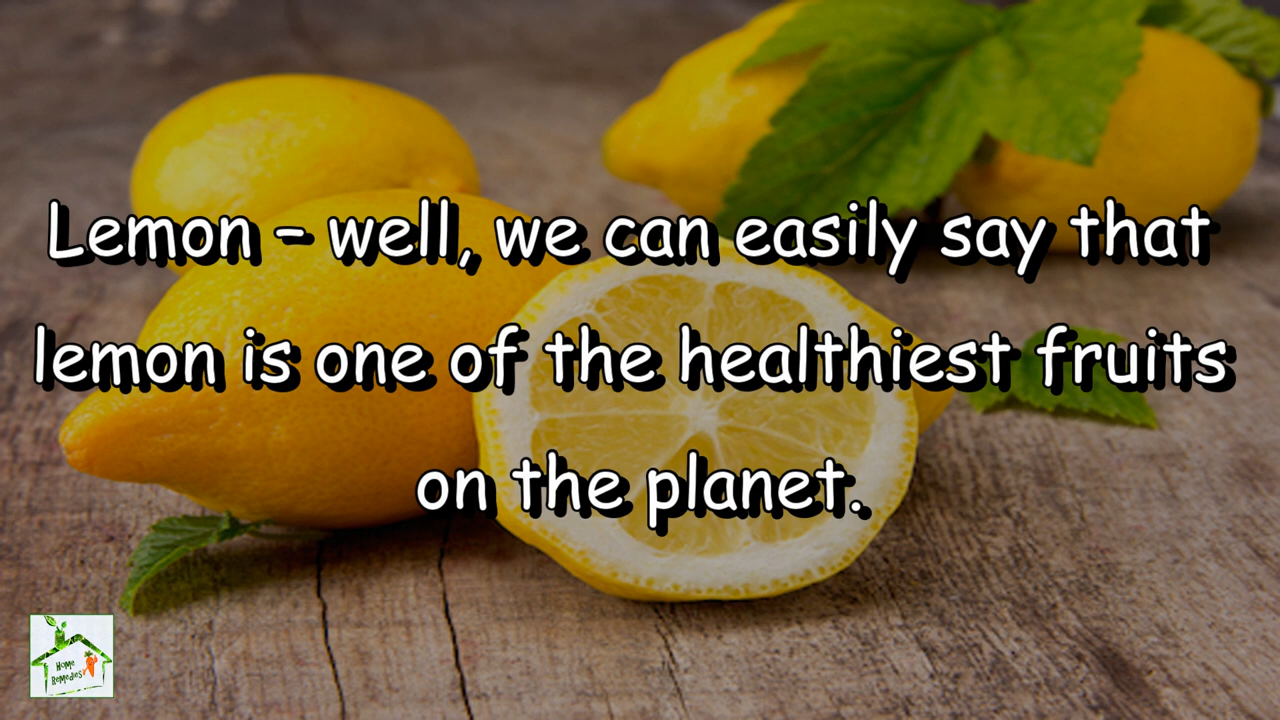 Lemon – well, we can easily say that
lemon is one of the healthiest fruits
on the planet.
Home
Remedies